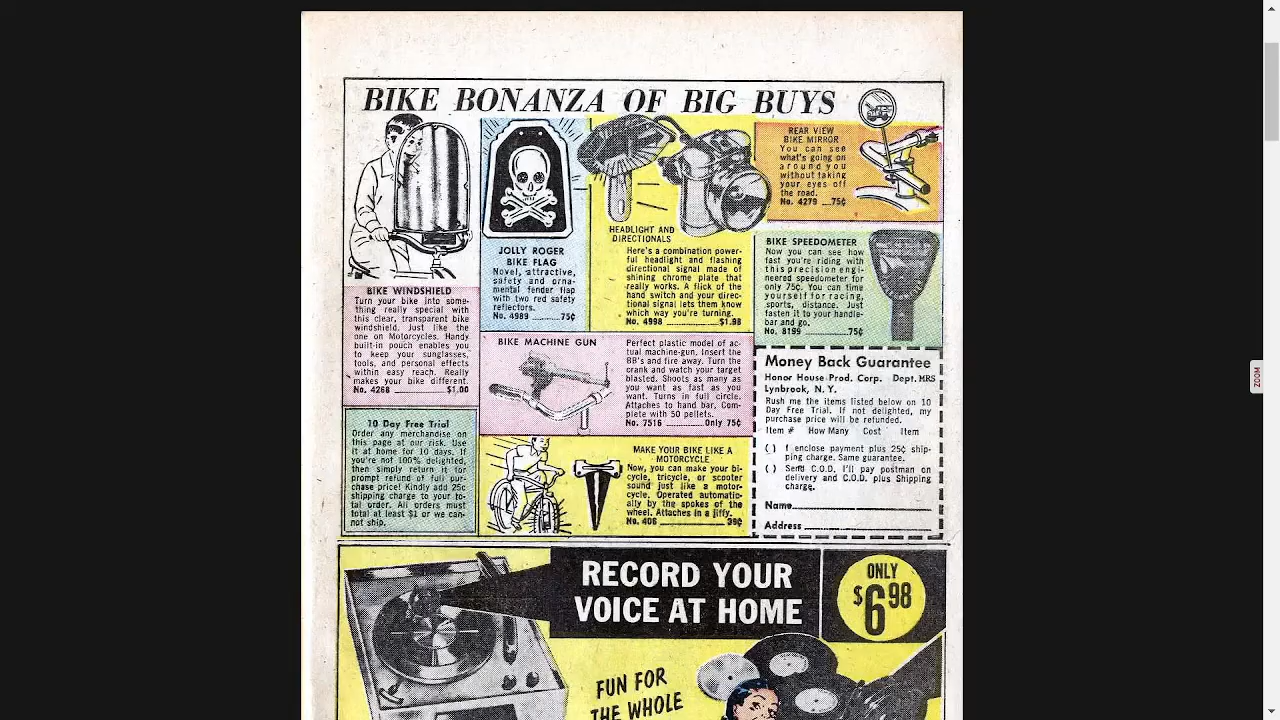 BIKE BONANZA OF BIG BUYS
BIKE WINDSHIELD
Turn your bike into some-
thing really special with
this clear, transparent bike
windshield. Just like the
one on Motorcycles. Handy
built-in pouch enables you
to keep your sunglasses,
tools, and personal effects
within easy reach. Really
makes your bike different.
No. 4268 $1.00
10 Day Free Trial
Order any merchandise on
this page at our risk. Use
it at home for 10 days. If
you're not 100% delighted,
then simply return it for
prompt refund of full pur-
chase price! Kindly add 25¢
shipping charge to your to-
tal order. All orders must
total at least $1 or we can-
not ship.
JOLLY ROGER
BIKE FLAG
Novel, attractive,
safety and orna-
mental fender flap
with two red safety
reflectors.
No. 4989 75¢
HEADLIGHT AND
DIRECTIONALS
Here's a combination power-
ful headlight and flashing
directional signal made of
shining chrome plate that
really works. A flick of the
hand switch and your direc-
tional signal lets them know
which way you're turning.
No. 4998 $1.98
REAR VIEW
BIKE MIRROR
You can see
what's going on
around you
without taking
your eyes off
the road.
No. 4279 75¢
BIKE SPEEDOMETER
Now you can see how
fast you're riding with
this precision engi-
neered speedometer for
only 75¢. You can time
yourself for racing,
sports, distance. Just
fasten it to your handle-
bar and go.
No. 8199 75¢
BIKE MACHINE GUN
Perfect plastic model of ac-
tual machine-gun. Insert the
BB's and fire away. Turn the
crank and watch your target
blasted. Shoots as many as
you want as fast as you
want. Turns in full circle.
Attaches to hand bar. Com-
plete with 50 pellets.
No. 7516 Only 75¢
MAKE YOUR BIKE LIKE A
MOTORCYCLE
Now, you can make your bi-
cycle, tricycle, or scooter
sound just like a motor-
cycle. Operated automatic-
ally by the spokes of the
wheel. Attaches in a jiffy.
No. 406 39¢
Money Back Guarantee
Honor House Prod. Corp. Dept. MR5
Lynbrook, N. Y.
Rush me the items listed below on 10
Day Free Trial. If not delighted, my
purchase price will be refunded.
Item # How Many Cost Item
( ) I enclose payment plus 25¢ ship-
ping charge. Same guarantee.
( ) Send C.O.D. I'll pay postman on
delivery and C.O.D. plus Shipping
charge.
Name
Address
RECORD YOUR
VOICE AT HOME
ONLY
$6.98
FUN FOR
THE WHOLE
ZOOM